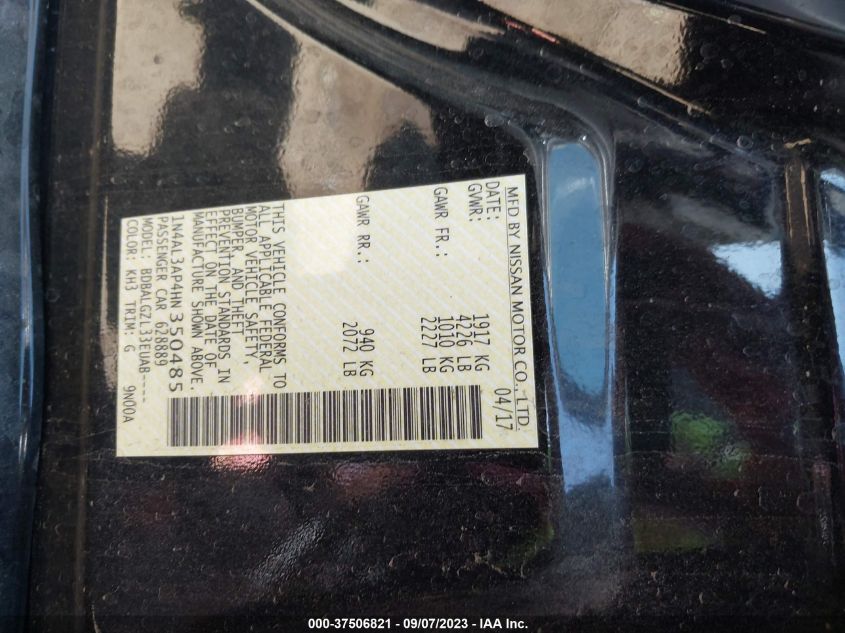 MFD BY NISSAN MOTOR CO., LTD.
DATE: 04/17
GVWR: 1917 KG
4226 LB
GAWR FR.: 1010 KG
2227 LB
GAWR RR.: 940 KG
2072 LB
THIS VEHICLE CONFORMS TO
ALL APPLICABLE FEDERAL
MOTOR VEHICLE SAFETY,
BUMPER, AND THEFT
PREVENTION STANDARDS IN
EFFECT ON THE DATE OF
MANUFACTURE SHOWN ABOVE.
1N4AL3AP4HN350485
PASSENGER CAR 638889
MODEL: BDBALGZL33EUAB-----
COLOR: KH3 TRIM: G 9N00A
000-37506821 - 09/07/2023 - IAA Inc.